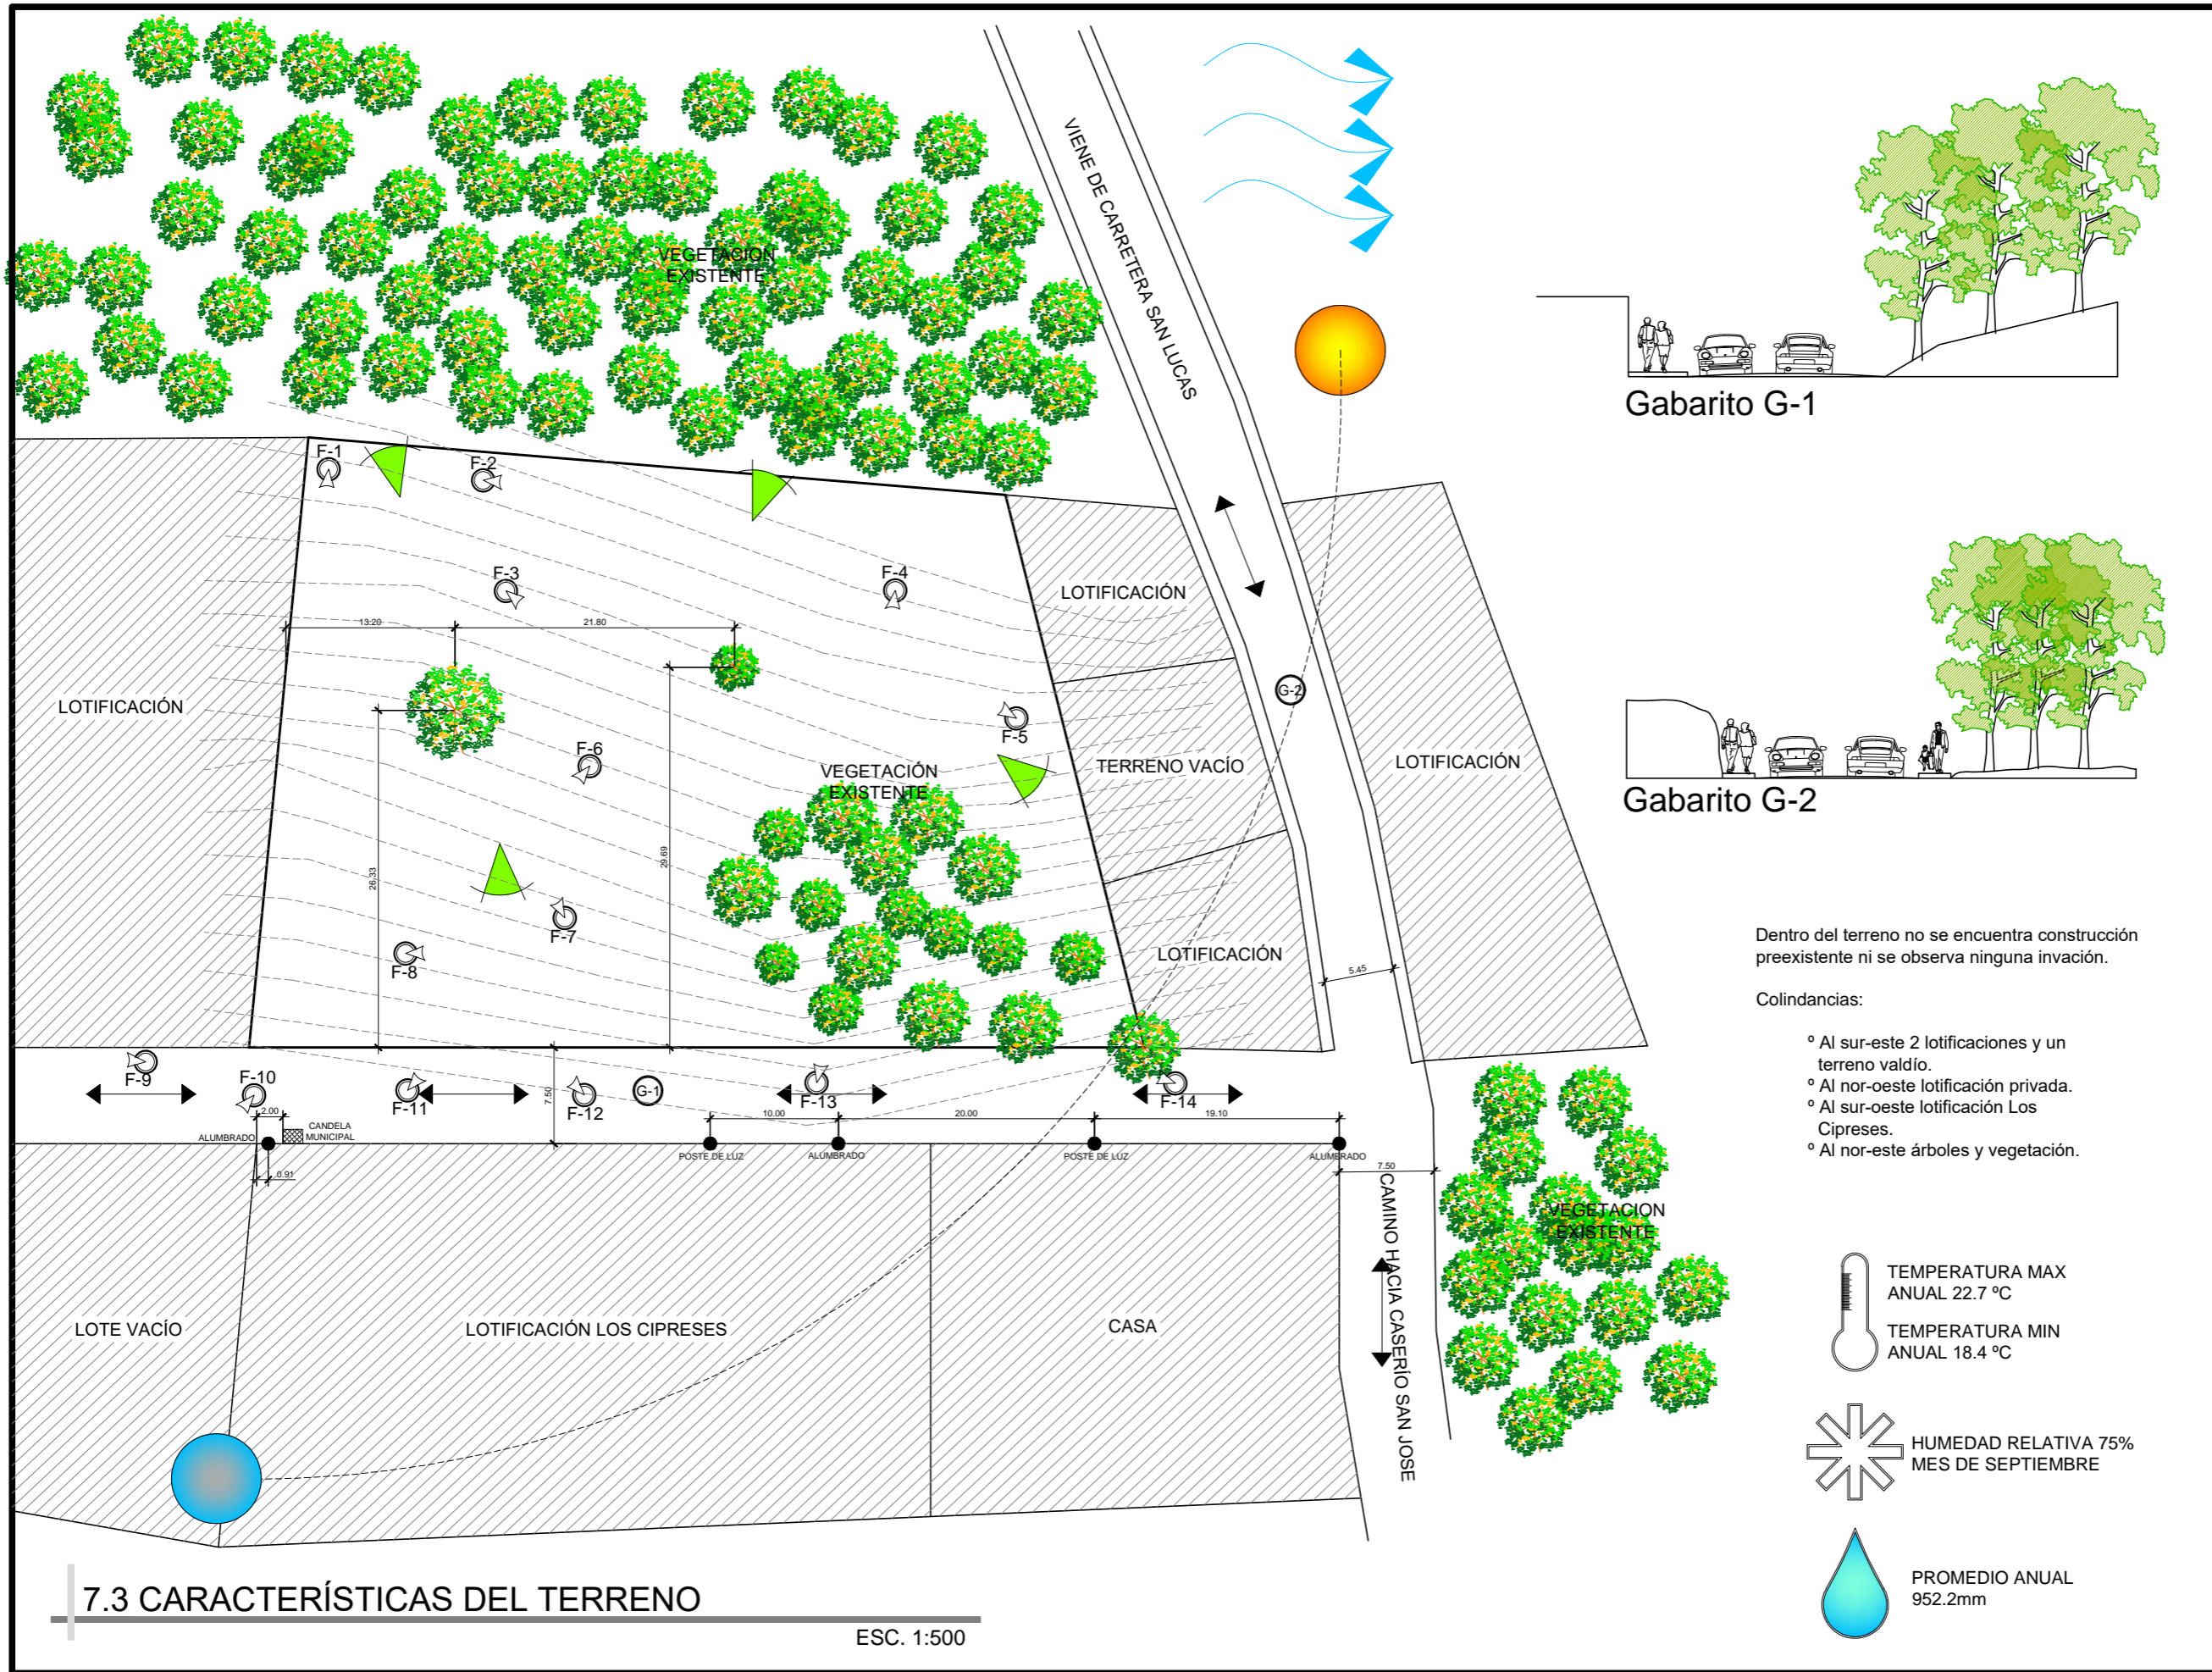 VIENE DE CARRETERA SAN LUCAS
VEGETACION
EXISTENTE
Gabarito G-1
F-1
F-2
F-3
F-4
13.20
21.80
LOTIFICACIÓN
LOTIFICACIÓN
G-2
F-5
F-6
VEGETACIÓN
EXISTENTE
TERRENO VACÍO
LOTIFICACIÓN
Gabarito G-2
26.33
29.69
F-7
F-8
LOTIFICACIÓN
5.45
Dentro del terreno no se encuentra construcción
preexistente ni se observa ninguna invación.
Colindancias:
º Al sur-este 2 lotificaciones y un
terreno valdío.
º Al nor-oeste lotificación privada.
º Al sur-oeste lotificación Los
Cipreses.
º Al nor-este árboles y vegetación.
F-9
F-10
F-11
F-12
G-1
F-13
F-14
7.50
2.00
10.00
20.00
19.10
ALUMBRADO
CANDELA
MUNICIPAL
POSTE DE LUZ
ALUMBRADO
POSTE DE LUZ
ALUMBRADO
0.91
7.50
CAMINO HACIA CASERÍO SAN JOSE
VEGETACION
EXISTENTE
LOTE VACÍO
LOTIFICACIÓN LOS CIPRESES
CASA
TEMPERATURA MAX
ANUAL 22.7 ºC
TEMPERATURA MIN
ANUAL 18.4 ºC
HUMEDAD RELATIVA 75%
MES DE SEPTIEMBRE
PROMEDIO ANUAL
952.2mm
7.3 CARACTERÍSTICAS DEL TERRENO
ESC. 1:500